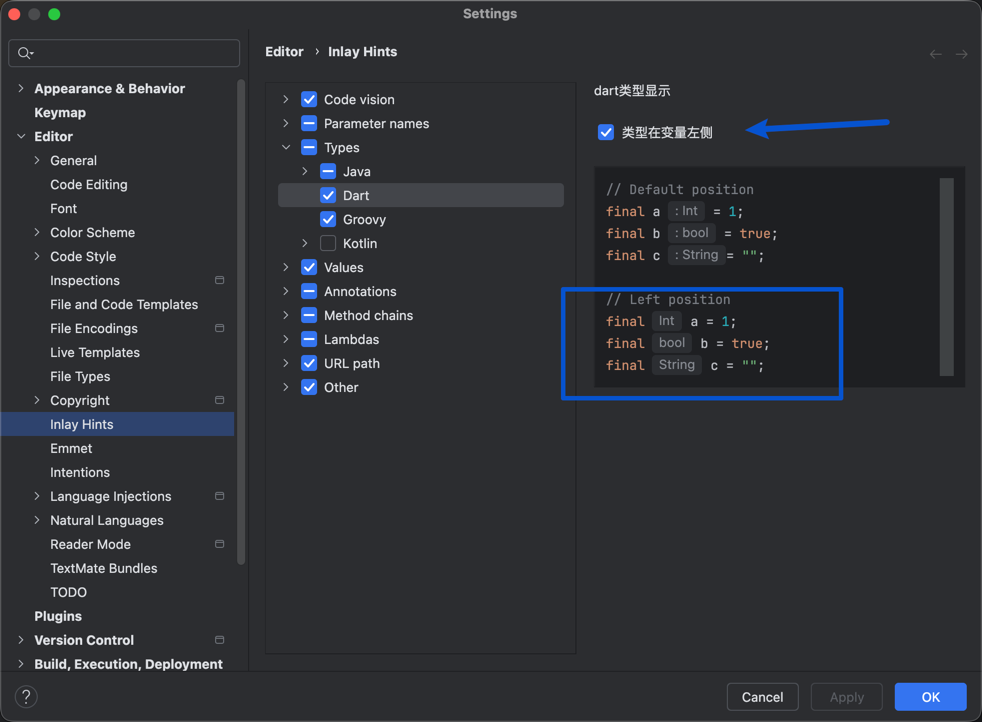 Settings
Editor › Inlay Hints
Appearance & Behavior
Keymap
Editor
General
Code Editing
Font
Color Scheme
Code Style
Inspections
File and Code Templates
File Encodings
Live Templates
File Types
Copyright
Inlay Hints
Emmet
Intentions
Language Injections
Natural Languages
Reader Mode
TextMate Bundles
TODO
Plugins
Version Control
Build, Execution, Deployment
Code vision
Parameter names
Types
Java
Dart
Groovy
Kotlin
Values
Annotations
Method chains
Lambdas
URL path
Other
dart类型显示
类型在变量左侧
// Default position
final a : Int = 1;
final b : bool = true;
final c : String = "";
// Left position
final Int a = 1;
final bool b = true;
final String c = "";
?
Cancel
Apply
OK